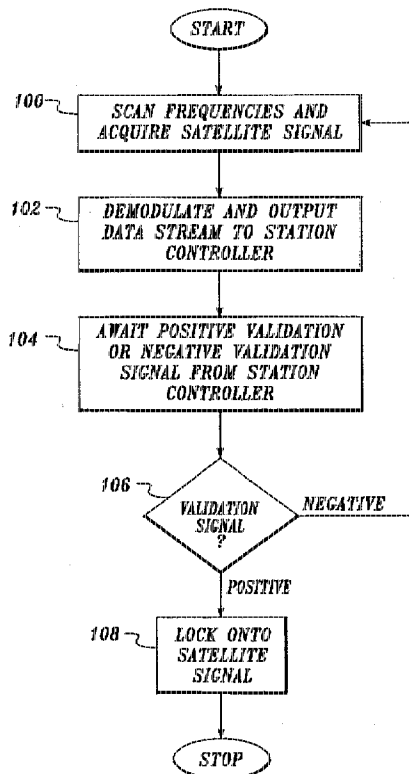 START
100
SCAN FREQUENCIES AND
ACQUIRE SATELLITE SIGNAL
102
DEMODULATE AND OUTPUT
DATA STREAM TO STATION
CONTROLLER
104
AWAIT POSITIVE VALIDATION
OR NEGATIVE VALIDATION
SIGNAL FROM STATION
CONTROLLER
106
VALIDATION
SIGNAL
?
NEGATIVE
POSITIVE
108
LOCK ONTO
SATELLITE
SIGNAL
STOP